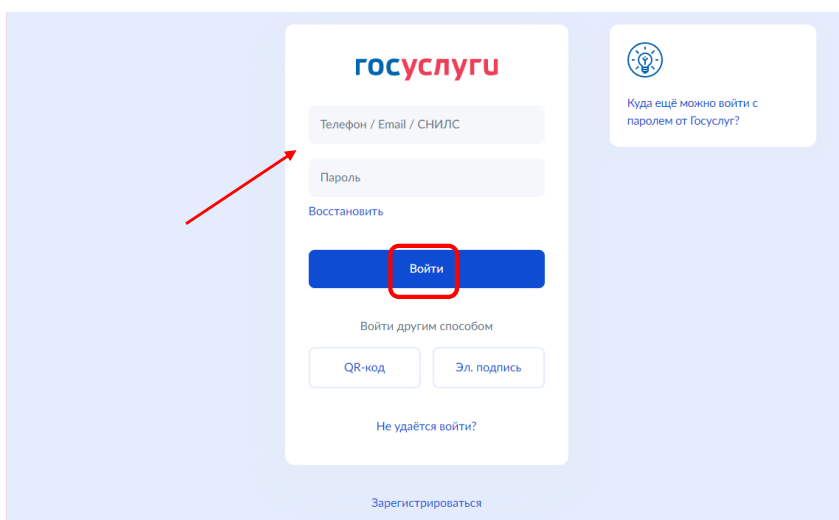 госуслуги
Телефон / Email / СНИЛС
Пароль
Восстановить
Войти
Войти другим способом
QR-код
Эл. подпись
Не удаётся войти?
Зарегистрироваться
Куда ещё можно войти с
паролем от Госуслуг?